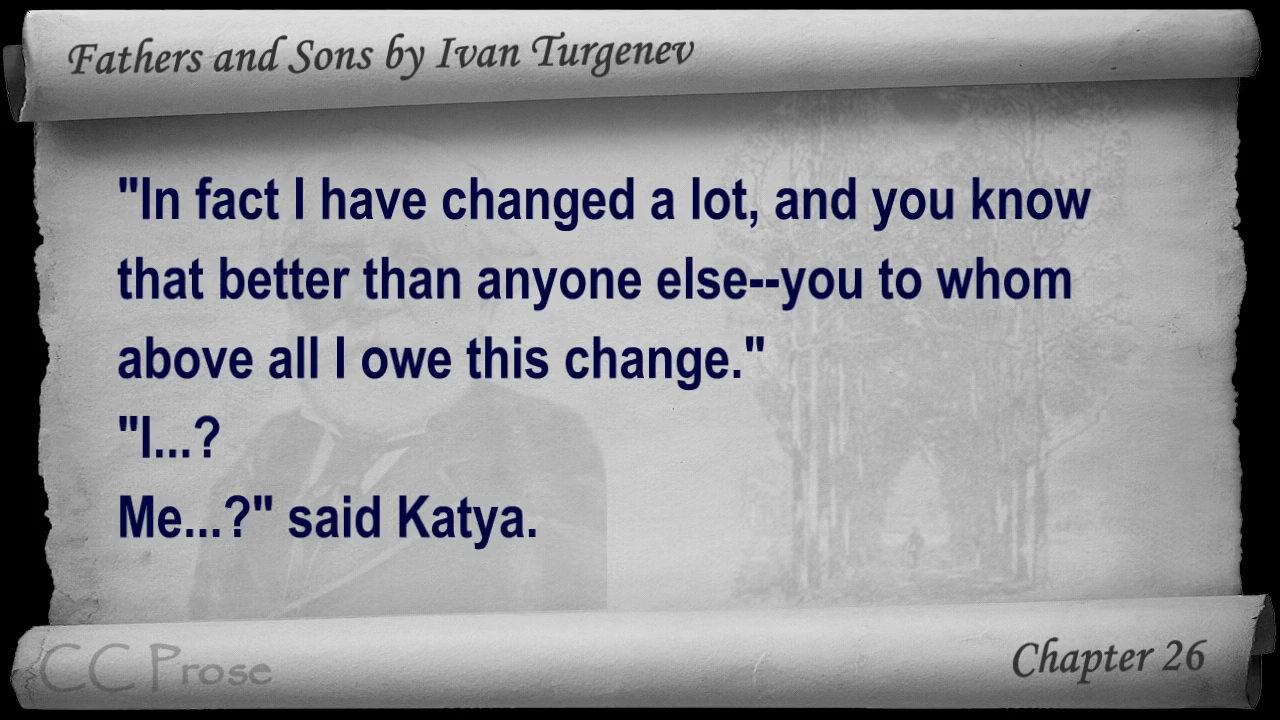 Fathers and Sons by Ivan Turgenev
"In fact I have changed a lot, and you know
that better than anyone else--you to whom
above all I owe this change."
"I...?
Me...?" said Katya.
CC Prose
Chapter 26